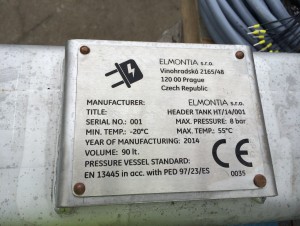 ELMONTIA s.r.o.
Vinohradská 2165/48
120 00 Prague
Czech Republic
MANUFACTURER: ELMONTIA s.r.o.
TITLE: HEADER TANK HT/14/001
SERIAL NO.: 001 MAX. PRESSURE: 8 bar
MIN. TEMP.: -20°C MAX. TEMP.: 55°C
YEAR OF MANUFACTURING: 2014
VOLUME: 90 lt.
PRESSURE VESSEL STANDARD:
EN 13445 in acc. with PED 97/23/ES
CE
0035